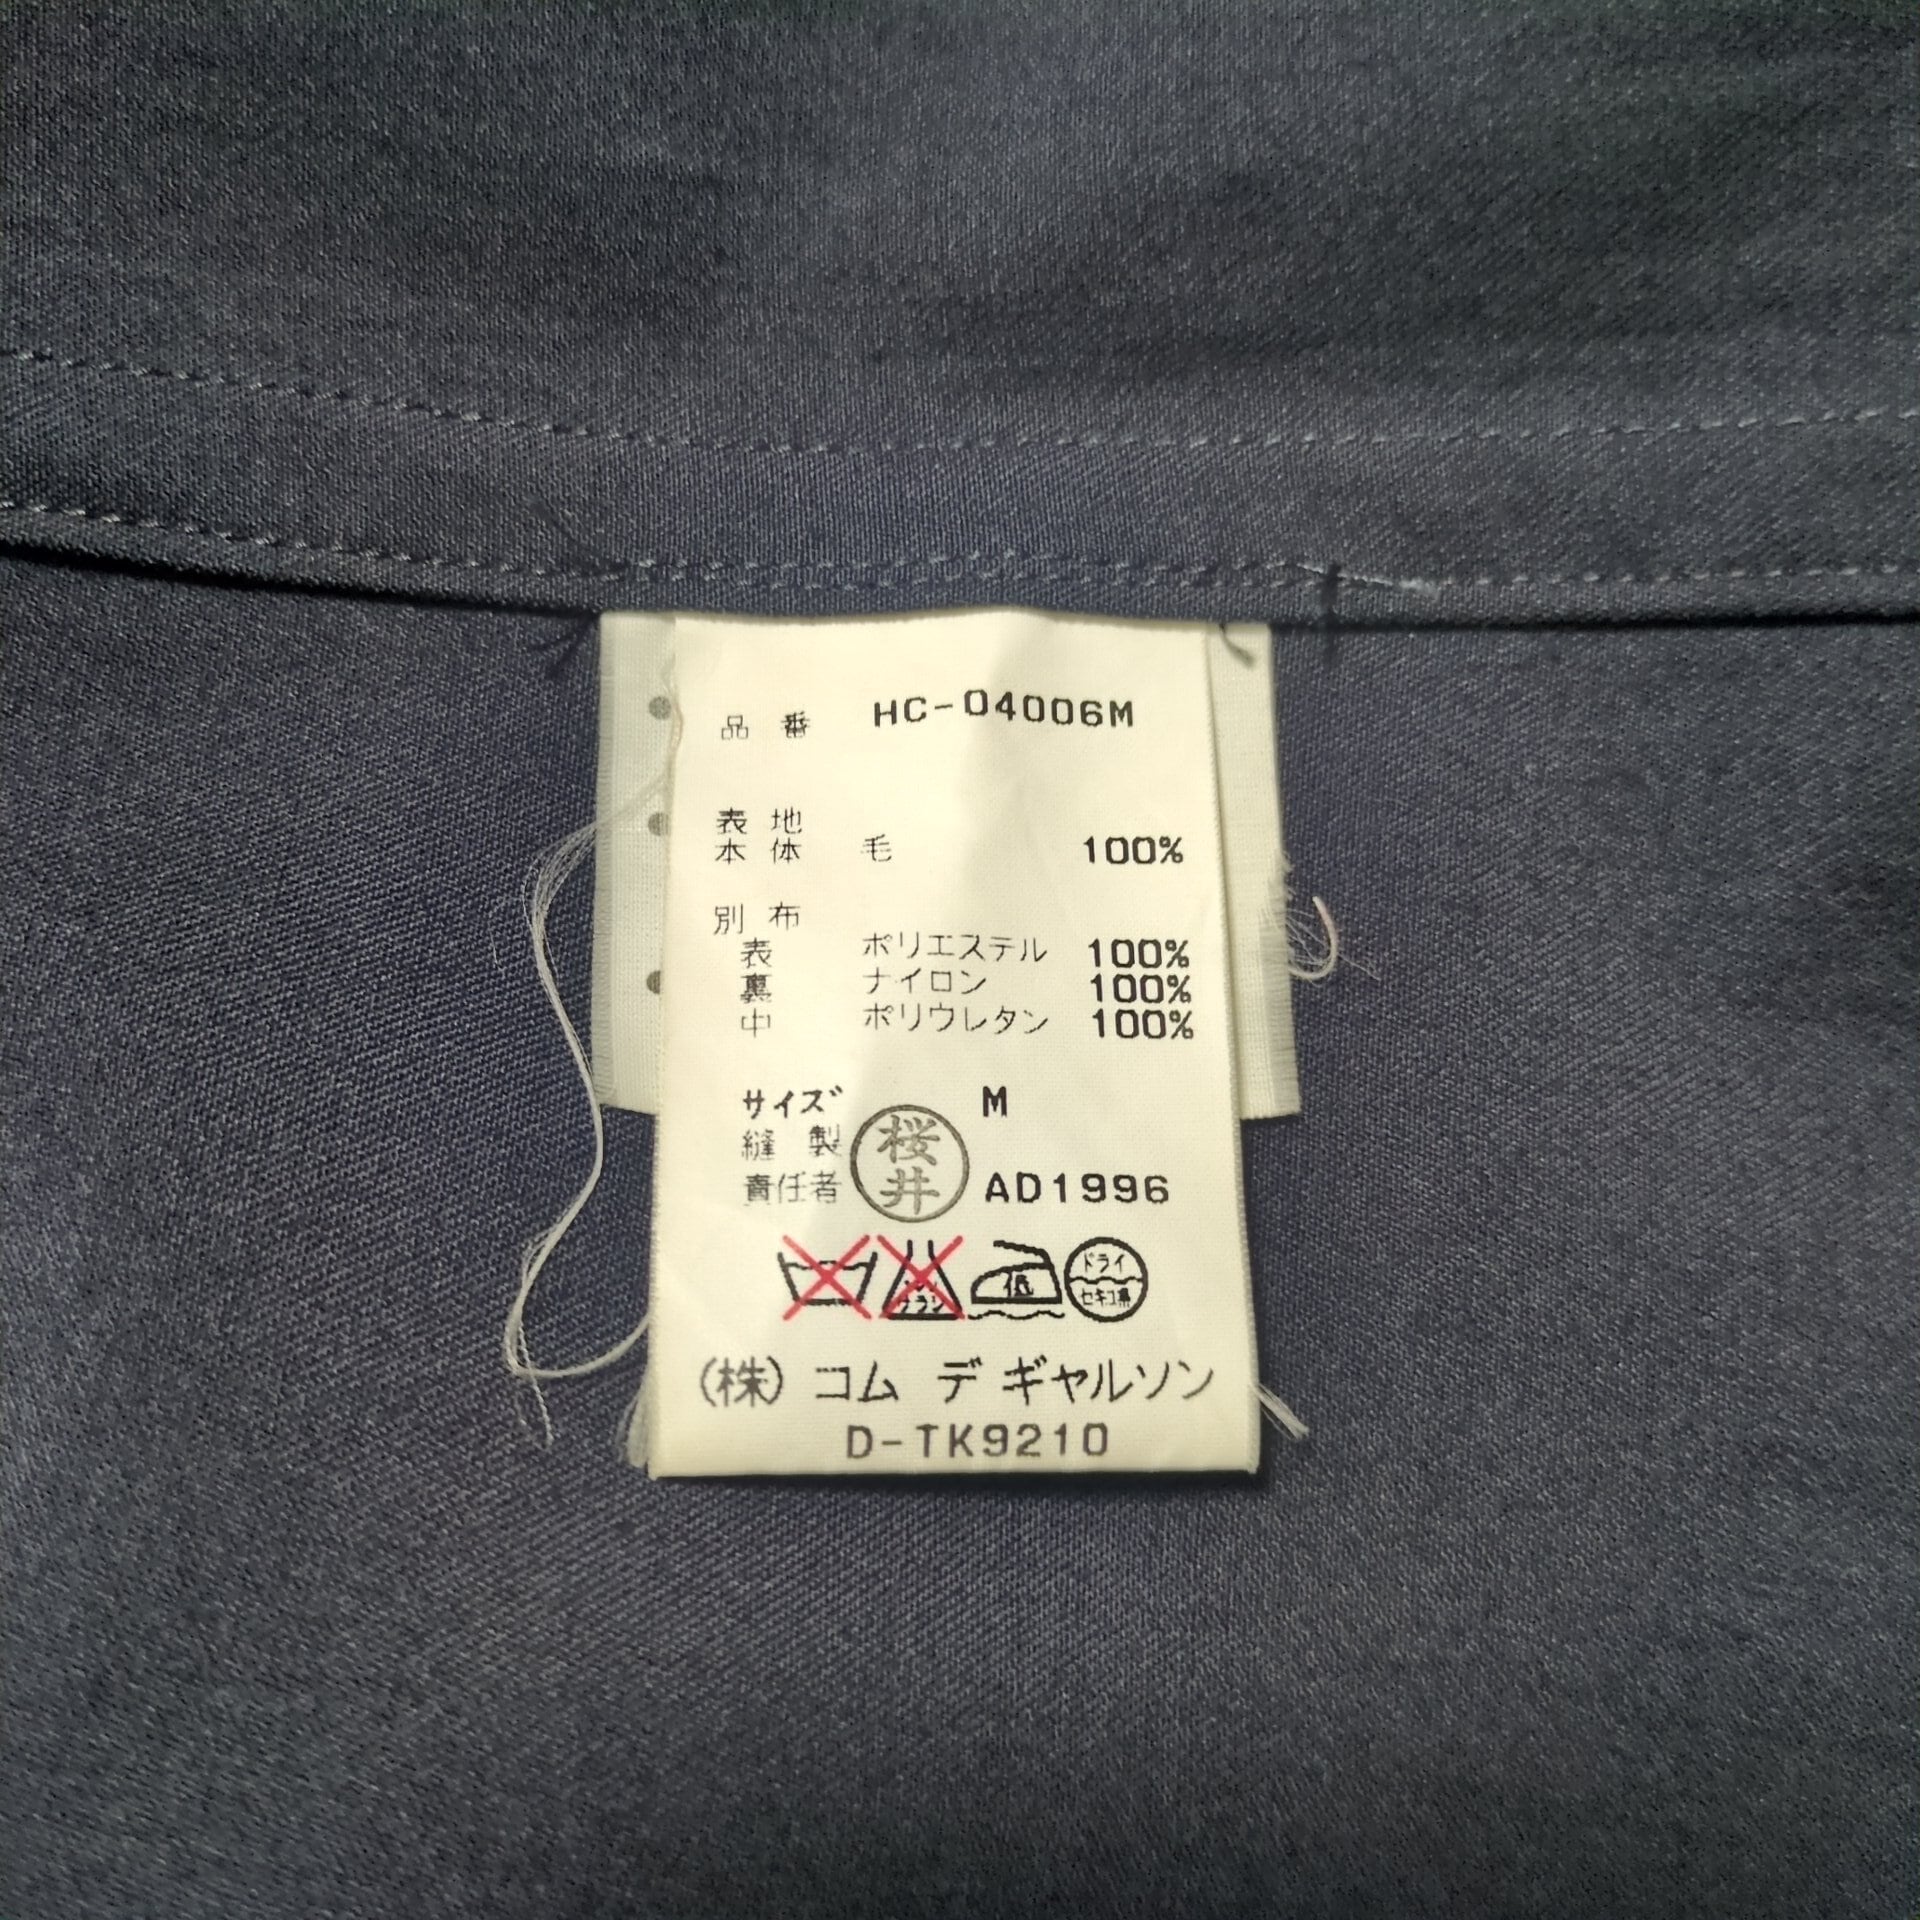 品番 HC-04006M
表地
本体 毛 100%
別布
表 ポリエステル 100%
裏 ナイロン 100%
中 ポリウレタン 100%
サイズ M
縫製
責任者 桜井 AD1996
低 ドライ セキユ系
(株) コム デ ギャルソン
D-TK9210